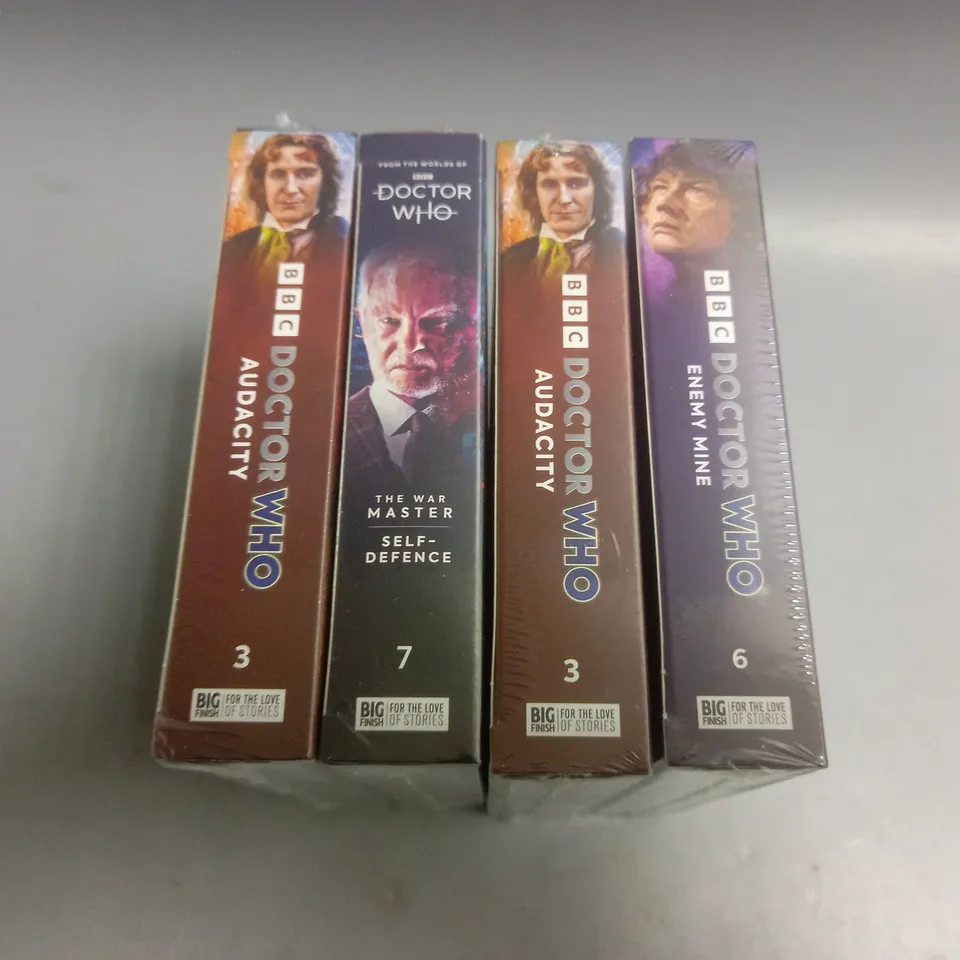 BBC DOCTOR WHO
AUDACITY
3
BIG FINISH
FOR THE LOVE
OF STORIES
FROM THE WORLDS OF
BBC
DOCTOR
WHO
THE WAR
MASTER
SELF-
DEFENCE
7
BIG FINISH
FOR THE LOVE
OF STORIES
BBC DOCTOR WHO
AUDACITY
3
BIG FINISH
FOR THE LOVE
OF STORIES
BBC DOCTOR WHO
ENEMY MINE
6
BIG FINISH
FOR THE LOVE
OF STORIES